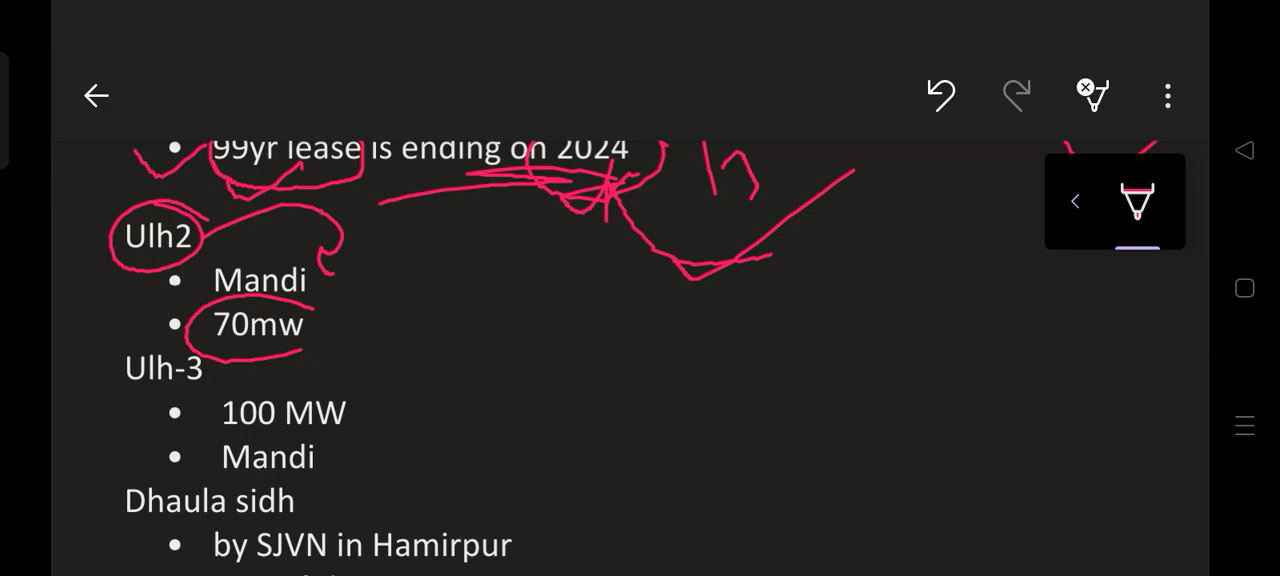 • 99yr lease is ending on 2024
Ulh2
• Mandi
• 70mw
Ulh-3
• 100 MW
• Mandi
Dhaula sidh
• by SJVN in Hamirpur